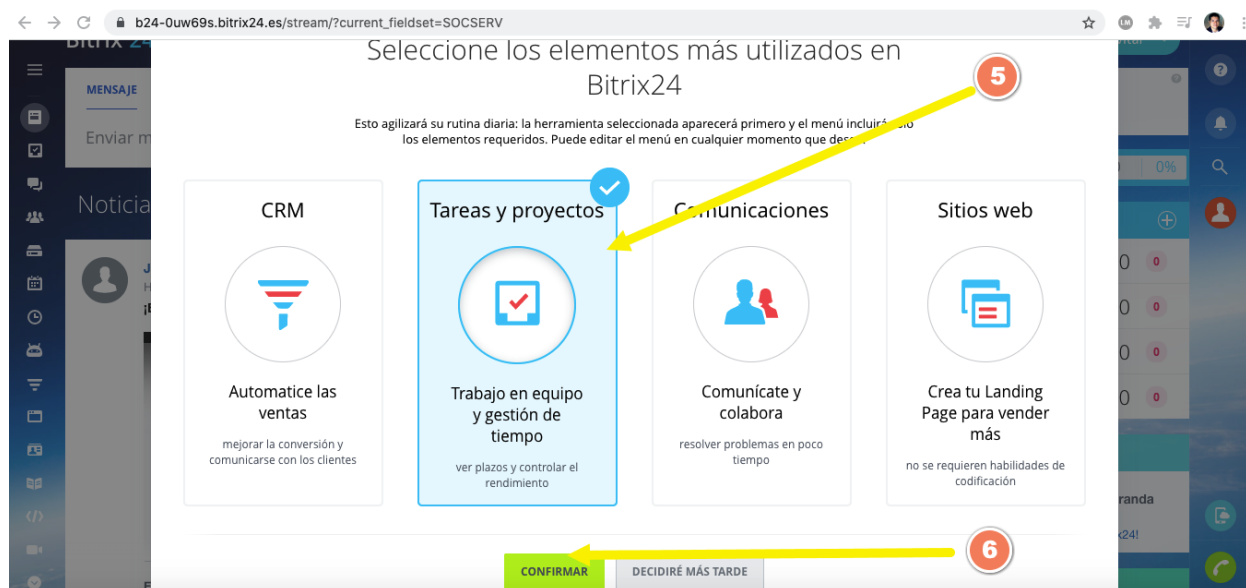 b24-0uw69s.bitrix24.es/stream/?current_fieldset=SOCSERV
Bitrix 24
Seleccione los elementos más utilizados en
Bitrix24
5
MENSAJE
Enviar m
Esto agilizará su rutina diaria: la herramienta seleccionada aparecerá primero y el menú incluirá
los elementos requeridos. Puede editar el menú en cualquier momento que
0%
Noticia
CRM
Tareas y proyectos
Comunicaciones
Sitios web
Automatice las
ventas
mejorar la conversión y
comunicarse con los clientes
Trabajo en equipo
y gestión de
tiempo
ver plazos y controlar el
rendimiento
Comunícate y
colabora
resolver problemas en poco
tiempo
Crea tu Landing
Page para vender
más
no se requieren habilidades de
codificación
0 0
0 0
0 0
0 0
randa
x24!
6
CONFIRMAR
DECIDIRÉ MÁS TARDE